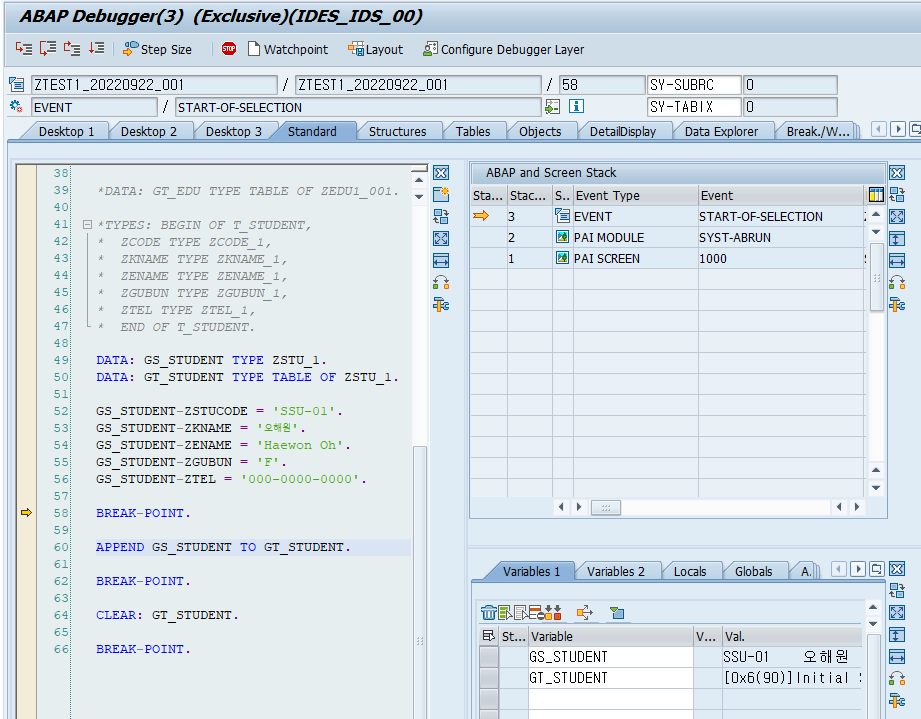 ABAP Debugger(3) (Exclusive)(IDES_IDS_00)
Step Size STOP Watchpoint Layout Configure Debugger Layer
ZTEST1_20220922_001 / ZTEST1_20220922_001 / 58 SY-SUBRC 0
EVENT / START-OF-SELECTION SY-TABIX 0
Desktop 1 Desktop 2 Desktop 3 Standard Structures Tables Objects DetailDisplay Data Explorer Break./W...
38
39 *DATA: GT_EDU TYPE TABLE OF ZEDU1_001.
40
41 *TYPES: BEGIN OF T_STUDENT,
42 * ZCODE TYPE ZCODE_1,
43 * ZKNAME TYPE ZKNAME_1,
44 * ZENAME TYPE ZENAME_1,
45 * ZGUBUN TYPE ZGUBUN_1,
46 * ZTEL TYPE ZTEL_1,
47 * END OF T_STUDENT.
48
49 DATA: GS_STUDENT TYPE ZSTU_1.
50 DATA: GT_STUDENT TYPE TABLE OF ZSTU_1.
51
52 GS_STUDENT-ZSTUCODE = 'SSU-01'.
53 GS_STUDENT-ZKNAME = '오해원'.
54 GS_STUDENT-ZENAME = 'Haewon Oh'.
55 GS_STUDENT-ZGUBUN = 'F'.
56 GS_STUDENT-ZTEL = '000-0000-0000'.
57
58 BREAK-POINT.
59
60 APPEND GS_STUDENT TO GT_STUDENT.
61
62 BREAK-POINT.
63
64 CLEAR: GT_STUDENT.
65
66 BREAK-POINT.
ABAP and Screen Stack
Sta... Stac... S.. Event Type Event
3 EVENT START-OF-SELECTION
2 PAI MODULE SYST-ABRUN
1 PAI SCREEN 1000
Variables 1 Variables 2 Locals Globals A.
St... Variable V... Val.
GS_STUDENT SSU-01 오해원
GT_STUDENT [0x6(90)]Initial